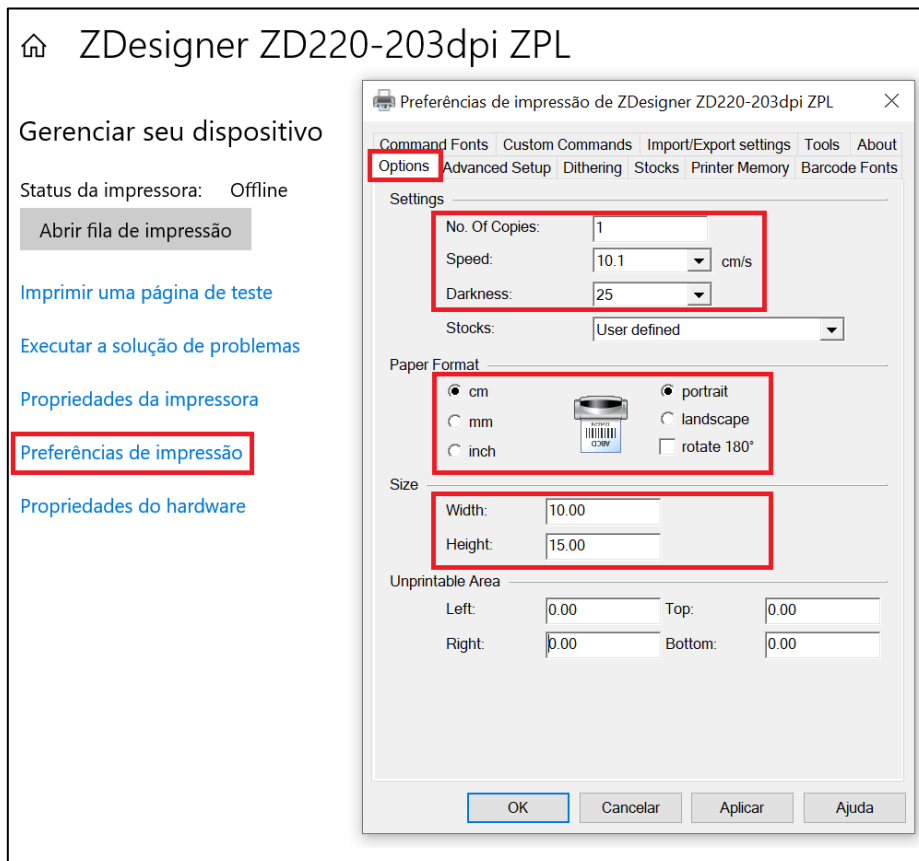 ZDesigner ZD220-203dpi ZPL
Gerenciar seu dispositivo
Status da impressora: Offline
Abrir fila de impressão
Imprimir uma página de teste
Executar a solução de problemas
Propriedades da impressora
Preferências de impressão
Propriedades do hardware
Preferências de impressão de ZDesigner ZD220-203dpi ZPL
Command Fonts Custom Commands Import/Export settings Tools About
Options Advanced Setup Dithering Stocks Printer Memory Barcode Fonts
Settings
No. Of Copies: 1
Speed: 10.1 cm/s
Darkness: 25
Stocks: User defined
Paper Format
cm portrait
mm landscape
inch rotate 180°
ABCD
Size
Width: 10.00
Height: 15.00
Unprintable Area
Left: 0.00 Top: 0.00
Right: 0.00 Bottom: 0.00
OK Cancelar Aplicar Ajuda